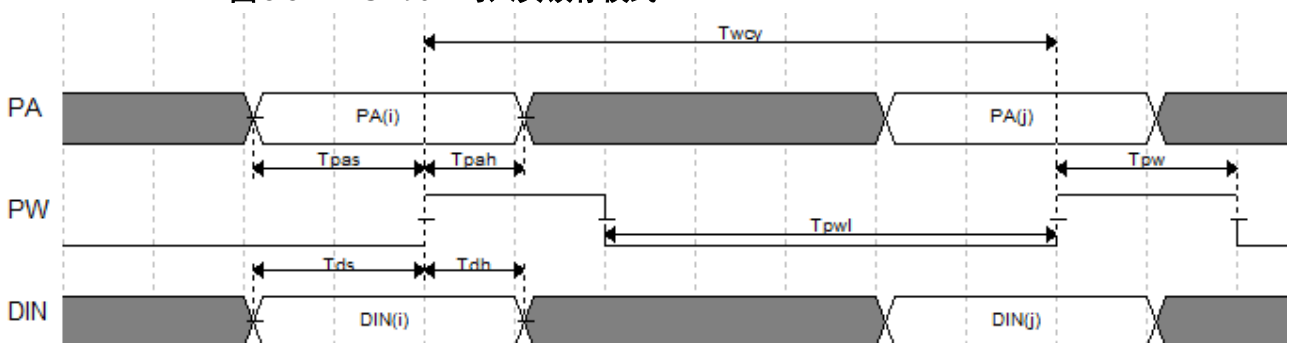 Twcy
PA
PA(i)
PA(j)
Tpas
Tpah
Tpw
PW
Tpwl
Tds
Tdh
DIN
DIN(i)
DIN(j)